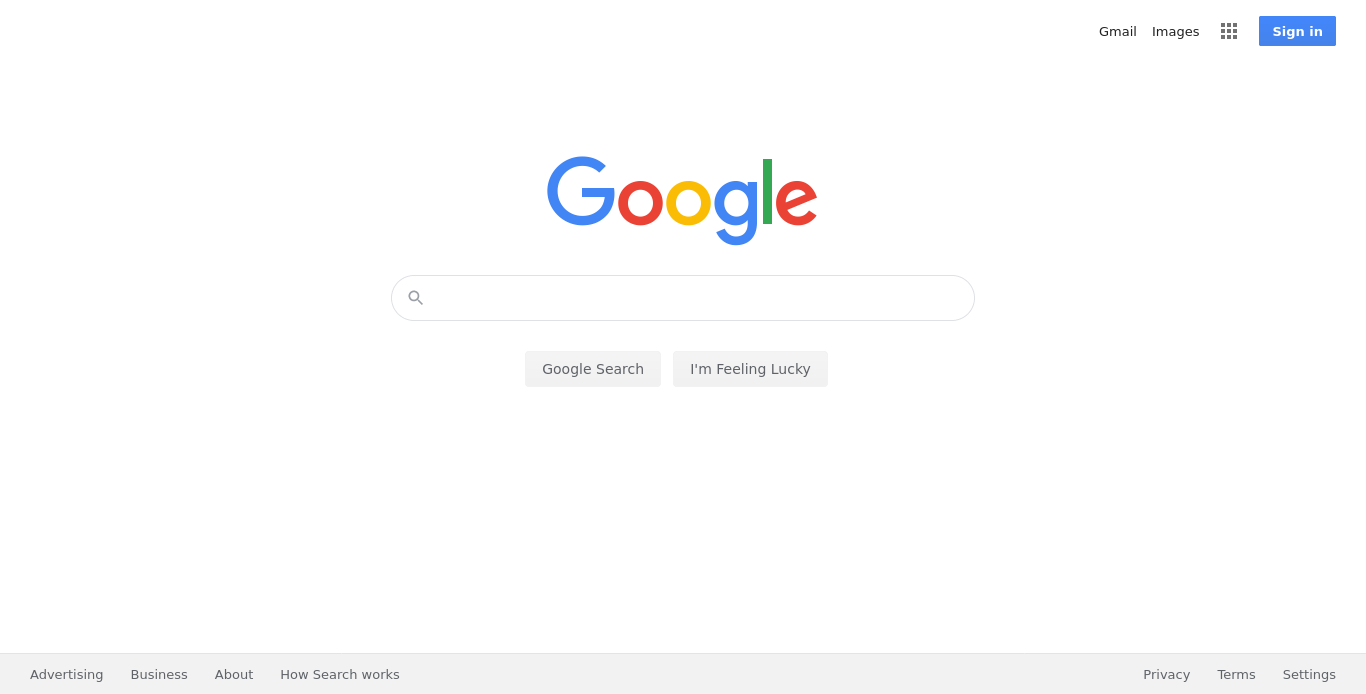 Gmail Images Sign in
Google
Google Search I'm Feeling Lucky
Advertising Business About How Search works Privacy Terms Settings